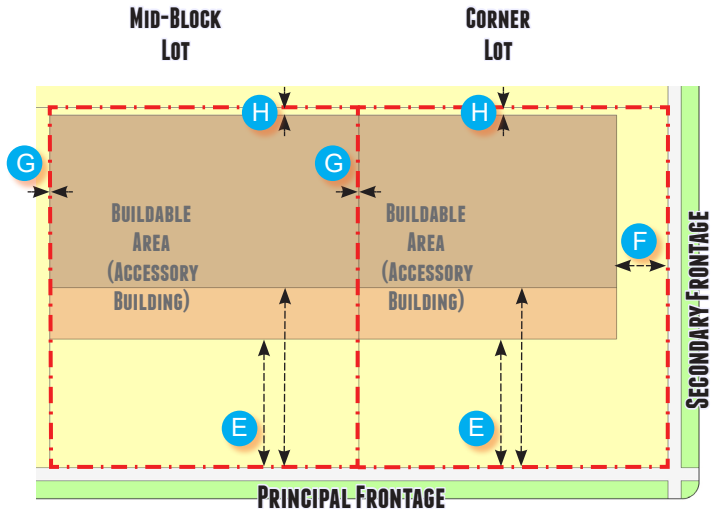 MID-BLOCK
LOT
CORNER
LOT
H
H
G
G
BUILDABLE
AREA
(ACCESSORY
BUILDING)
BUILDABLE
AREA
(ACCESSORY
BUILDING)
F
SECONDARY FRONTAGE
E
E
PRINCIPAL FRONTAGE